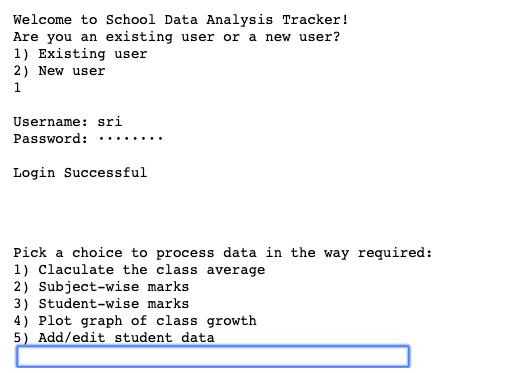 Welcome to School Data Analysis Tracker!
Are you an existing user or a new user?
1) Existing user
2) New user
1
Username: sri
Password: ········
Login Successful
Pick a choice to process data in the way required:
1) Claculate the class average
2) Subject-wise marks
3) Student-wise marks
4) Plot graph of class growth
5) Add/edit student data